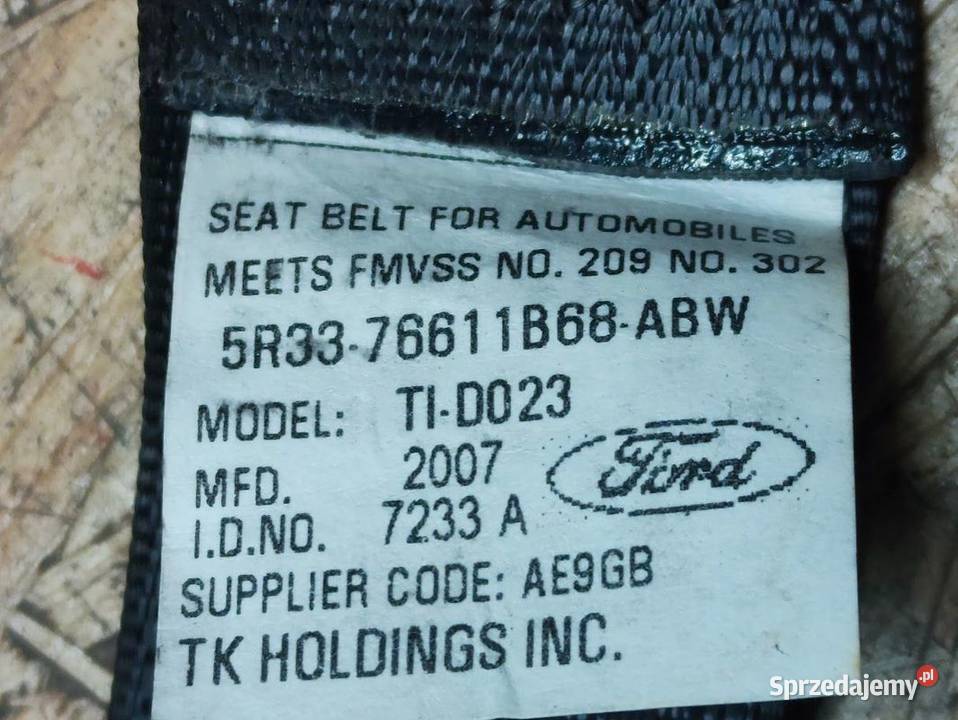 SEAT BELT FOR AUTOMOBILES
MEETS FMVSS NO. 209 NO. 302
5R33-76611B68-ABW
MODEL: TI-D023
MFD. 2007
Ford
I.D.NO. 7233 A
SUPPLIER CODE: AE9GB
TK HOLDINGS INC.
Sprzedajemy.pl